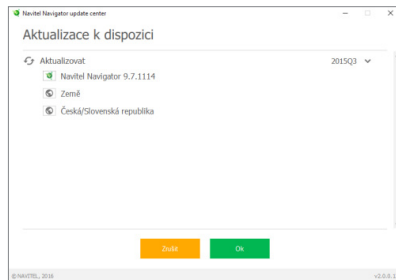 Navitel Navigator update center
Aktualizace k dispozici
Aktualizovat 2015Q3
Navitel Navigator 9.7.1114
Země
Česká/Slovenská republika
Zrušit Ok
© NAVITEL, 2016 v2.0.0.1